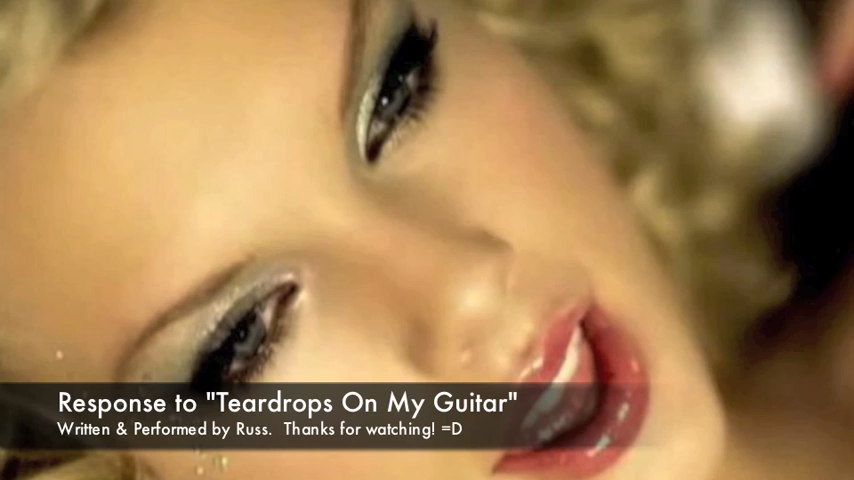 Response to "Teardrops On My Guitar"
Written & Performed by Russ.  Thanks for watching! =D